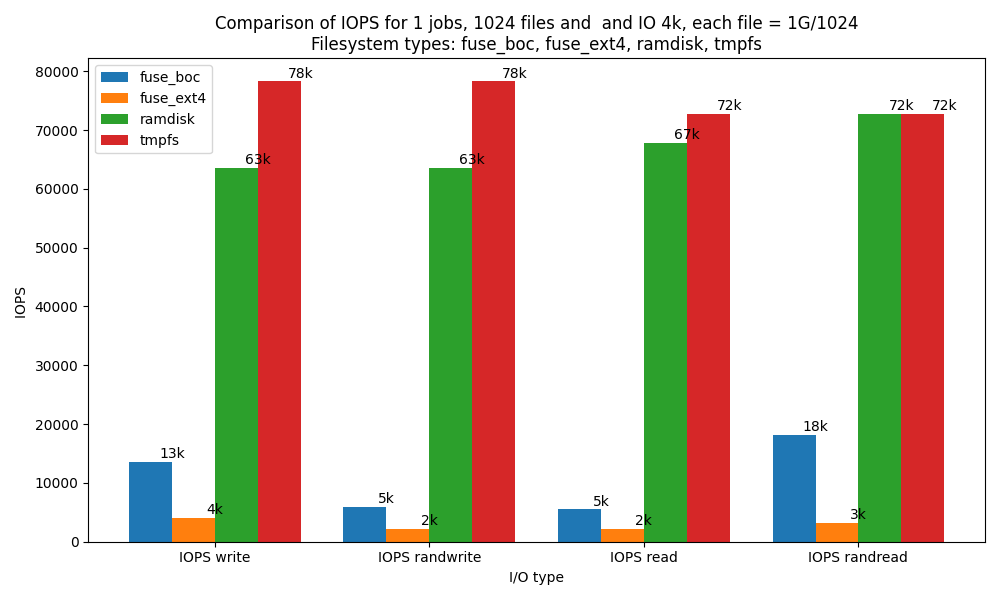 Comparison of IOPS for 1 jobs, 1024 files and  and IO 4k, each file = 1G/1024
Filesystem types: fuse_boc, fuse_ext4, ramdisk, tmpfs
fuse_boc
fuse_ext4
ramdisk
tmpfs
IOPS
80000
70000
60000
50000
40000
30000
20000
10000
0
13k
4k
63k
78k
5k
2k
63k
78k
5k
2k
67k
72k
18k
3k
72k
72k
IOPS write
IOPS randwrite
IOPS read
IOPS randread
I/O type